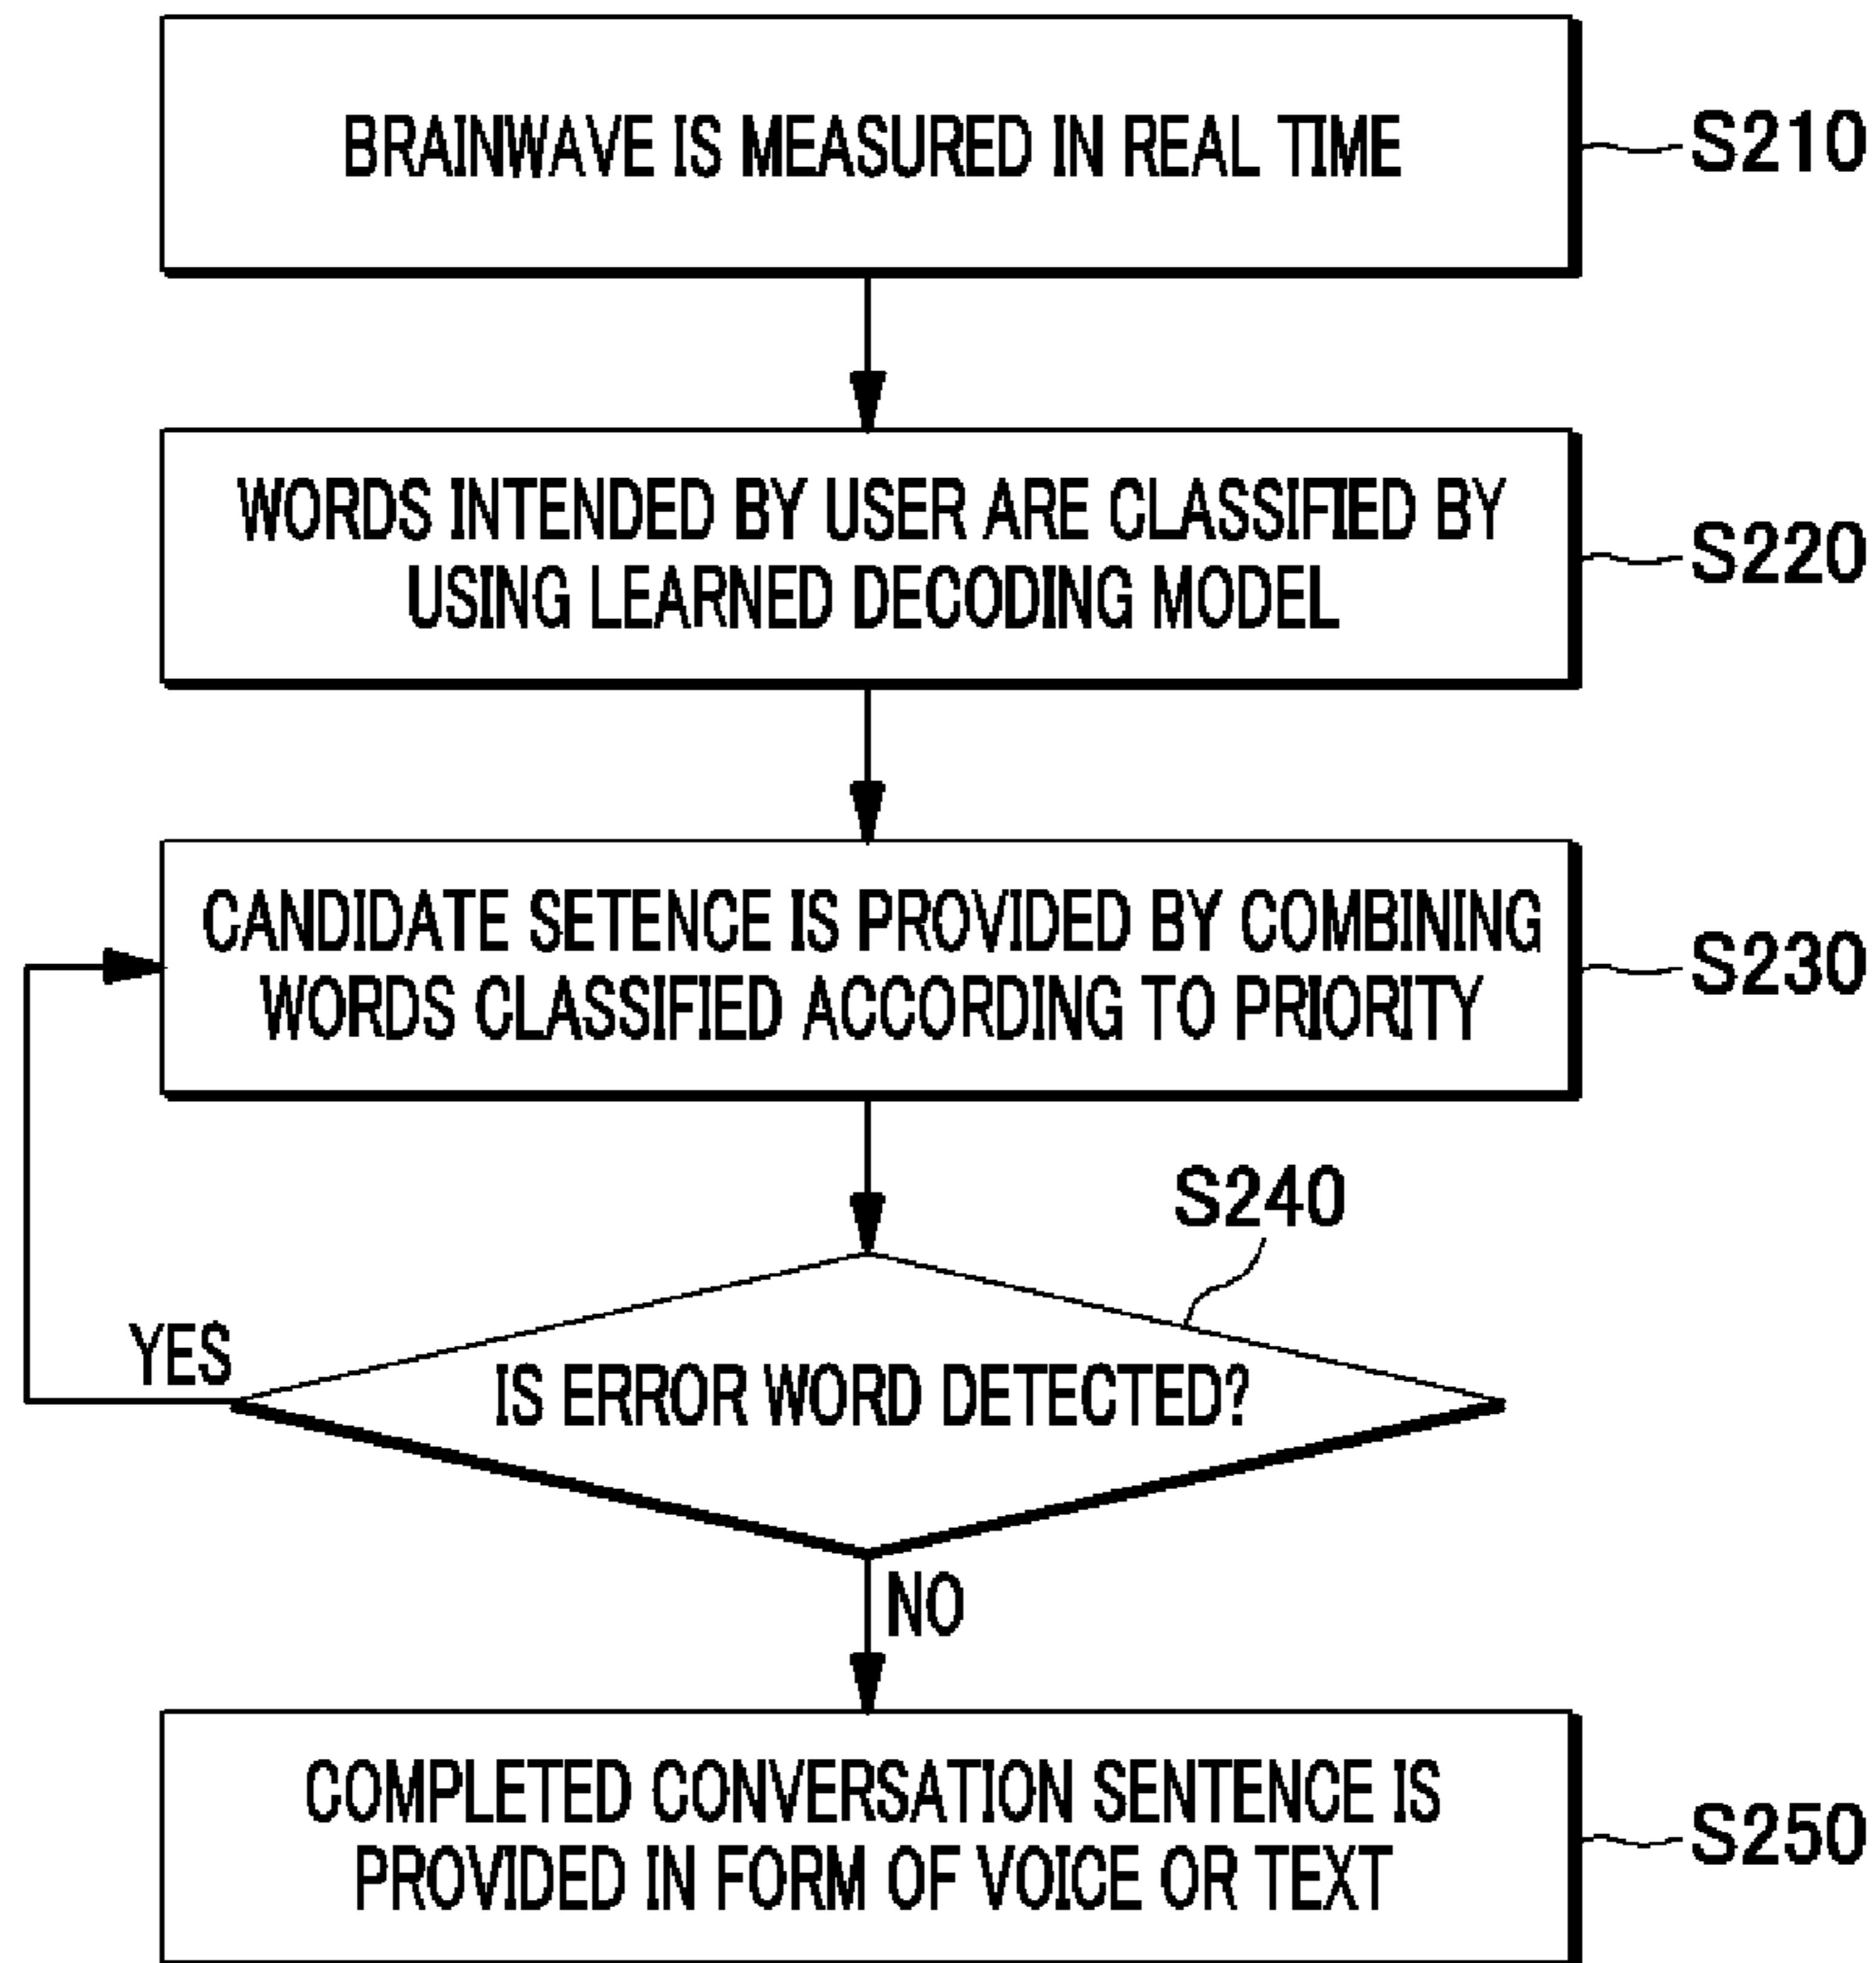 BRAINWAVE IS MEASURED IN REAL TIME
S210
WORDS INTENDED BY USER ARE CLASSIFIED BY
USING LEARNED DECODING MODEL
S220
CANDIDATE SETENCE IS PROVIDED BY COMBINING
WORDS CLASSIFIED ACCORDING TO PRIORITY
S230
S240
YES
IS ERROR WORD DETECTED?
NO
COMPLETED CONVERSATION SENTENCE IS
PROVIDED IN FORM OF VOICE OR TEXT
S250